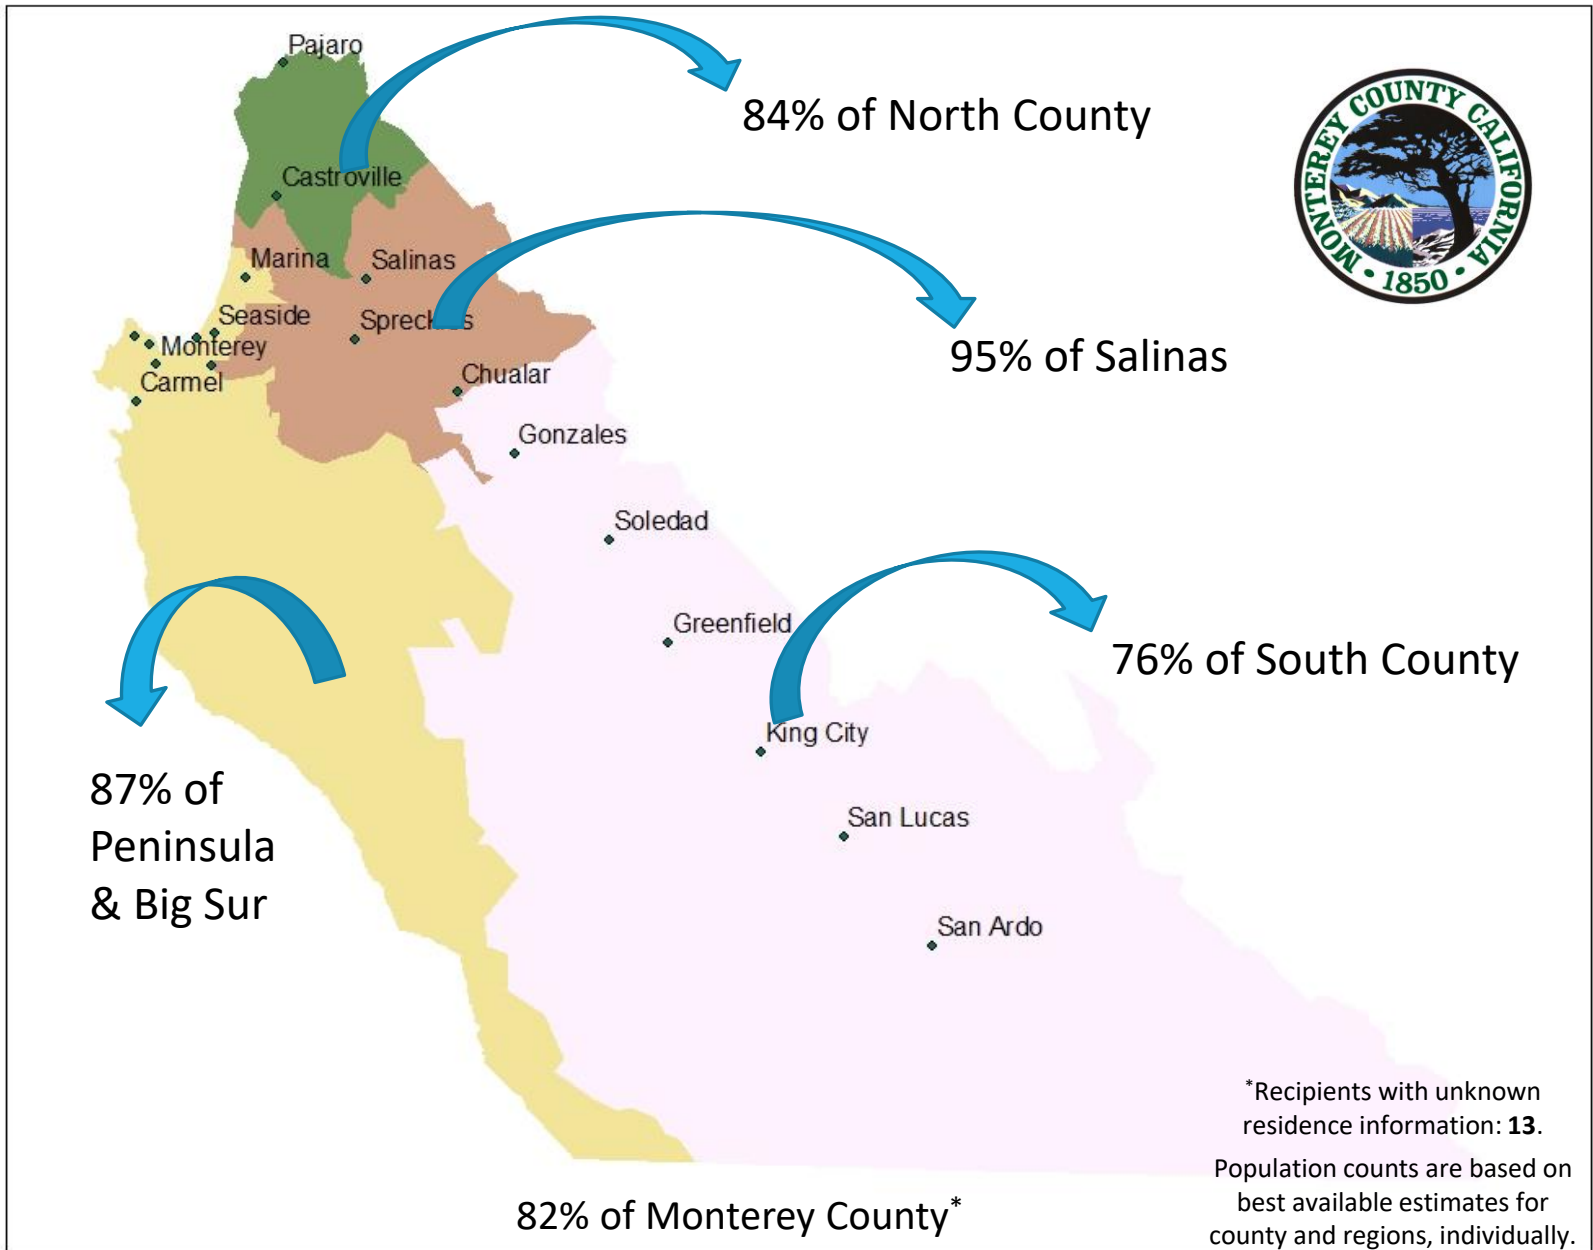 Pajaro
84% of North County
MONTEREY COUNTY CALIFORNIA
• 1850 •
Castroville
Marina
Salinas
Seaside
Monterey
95% of Salinas
Carmel
Chualar
Gonzales
Soledad
Greenfield
76% of South County
King City
87% of
Peninsula
& Big Sur
San Lucas
San Ardo
*Recipients with unknown
residence information: 13.
Population counts are based on
best available estimates for
county and regions, individually.
82% of Monterey County*